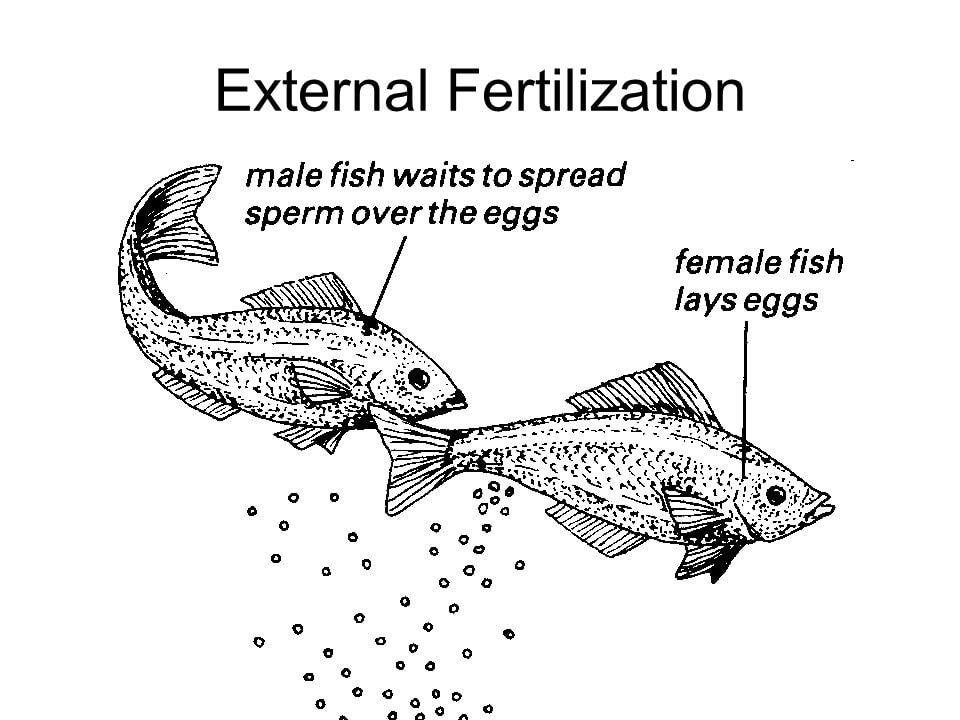 External Fertilization
male fish waits to spread
sperm over the eggs
female fish
lays eggs